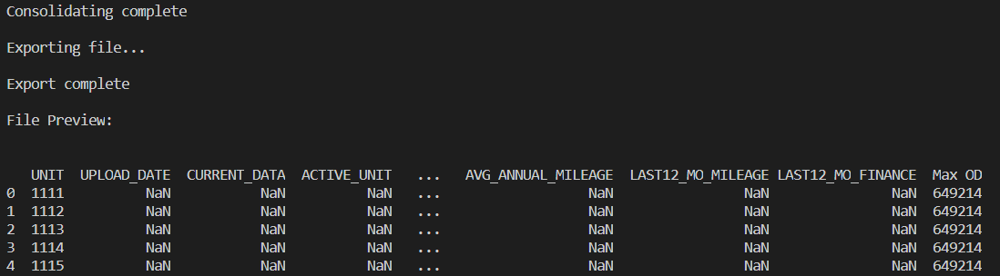 Consolidating complete
Exporting file...
Export complete
File Preview:
UNIT UPLOAD_DATE CURRENT_DATA ACTIVE_UNIT ... AVG_ANNUAL_MILEAGE LAST12_MO_MILEAGE LAST12_MO_FINANCE Max OD
0 1111 NaN NaN NaN ... NaN NaN NaN 649214
1 1112 NaN NaN NaN ... NaN NaN NaN 649214
2 1113 NaN NaN NaN ... NaN NaN NaN 649214
3 1114 NaN NaN NaN ... NaN NaN NaN 649214
4 1115 NaN NaN NaN ... NaN NaN NaN 649214